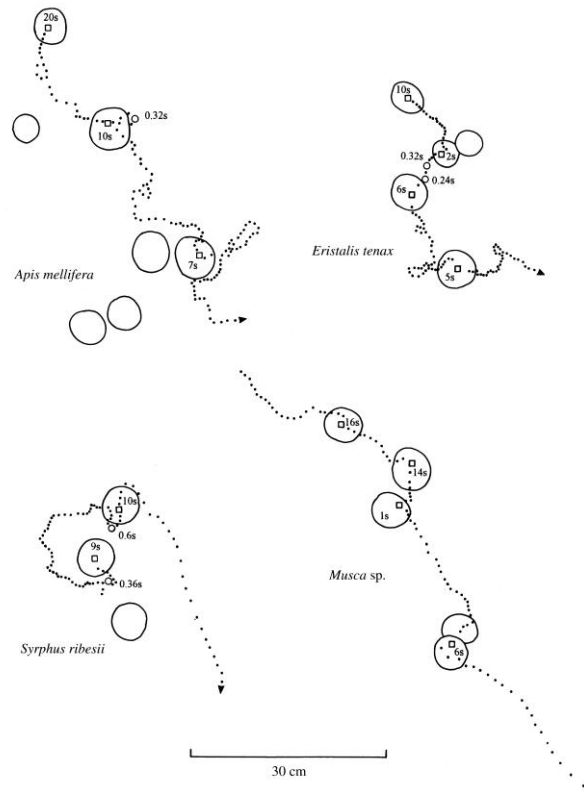 20s
0.32s
10s
7s
Apis mellifera
10s
2s
0.32s
0.24s
6s
5s
Eristalis tenax
10s
0.6s
9s
0.36s
Syrphus ribesii
16s
14s
1s
6s
Musca sp.
30 cm